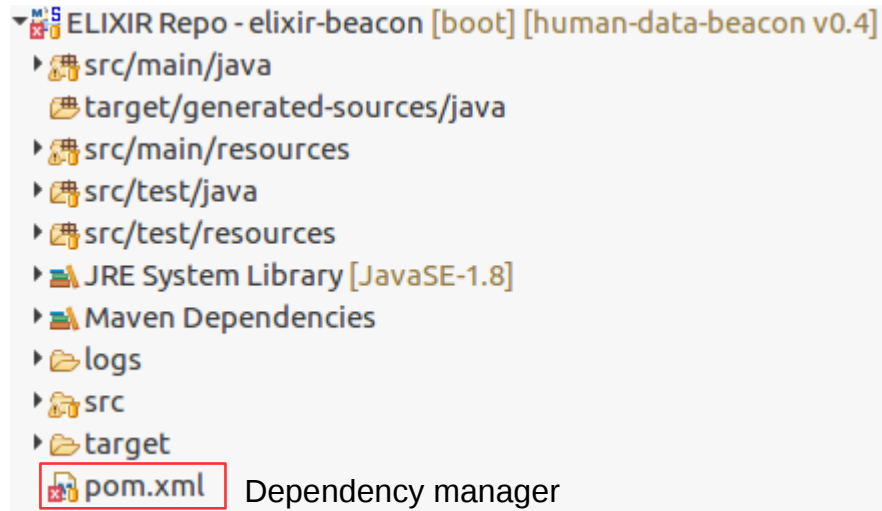 ELIXIR Repo - elixir-beacon [boot] [human-data-beacon v0.4]
src/main/java
target/generated-sources/java
src/main/resources
src/test/java
src/test/resources
JRE System Library [JavaSE-1.8]
Maven Dependencies
logs
src
target
pom.xml Dependency manager